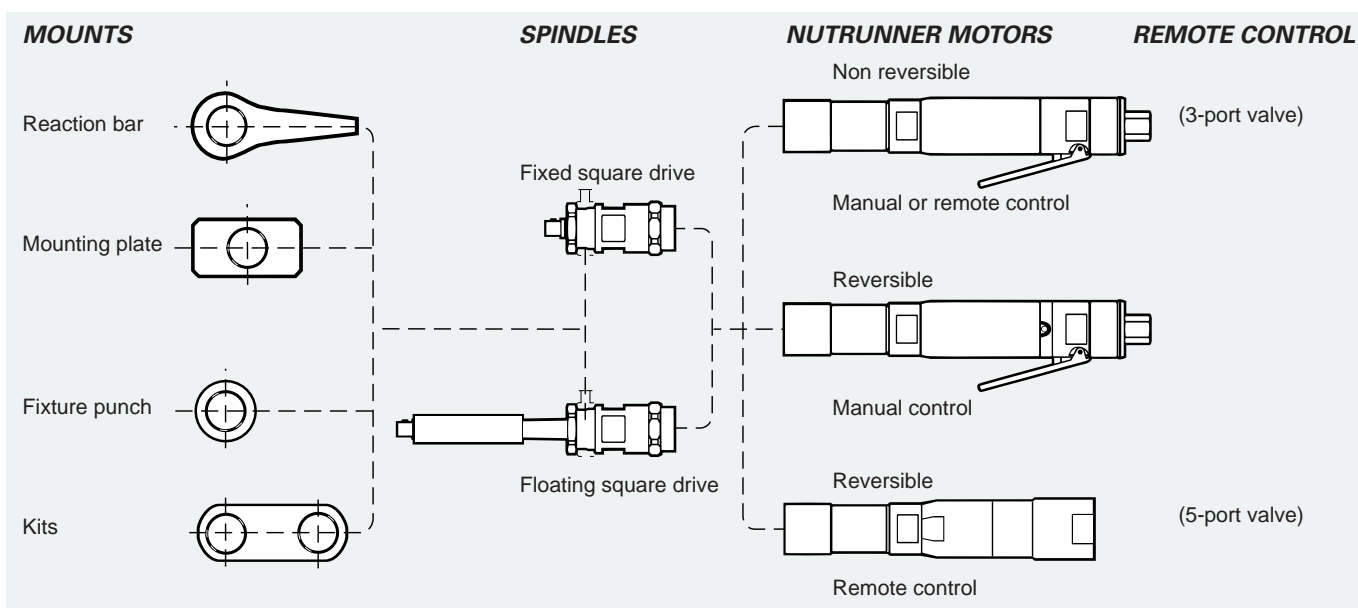 MOUNTS SPINDLES NUTRUNNER MOTORS REMOTE CONTROL
Non reversible
Reaction bar
(3-port valve)
Fixed square drive
Manual or remote control
Mounting plate
Reversible
Fixture punch
Manual control
Floating square drive
Reversible
Kits
(5-port valve)
Remote control